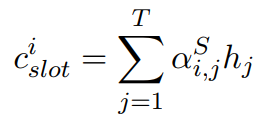 c^i_{slot} = \sum_{j=1}^{T} \alpha^S_{i,j} h_j